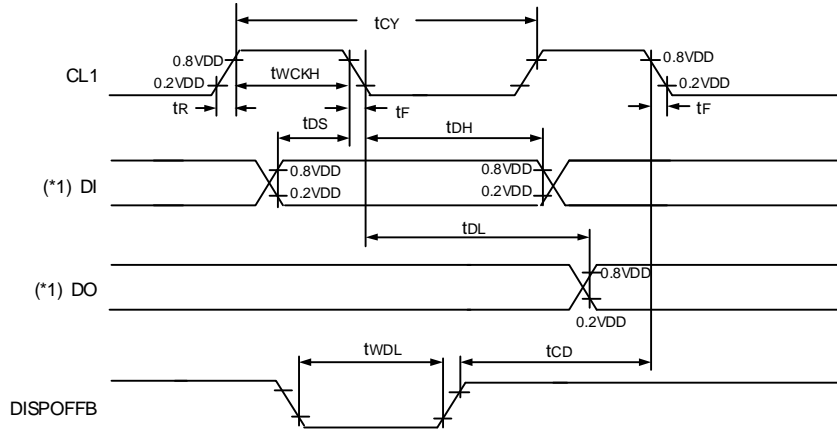 tCY
CL1
0.8VDD
0.2VDD
tWCKH
0.8VDD
0.2VDD
tR
tF
tF
tDS
tDH
(*1) DI
0.8VDD
0.2VDD
0.8VDD
0.2VDD
tDL
(*1) DO
0.8VDD
0.2VDD
tWDL
tCD
DISPOFFB